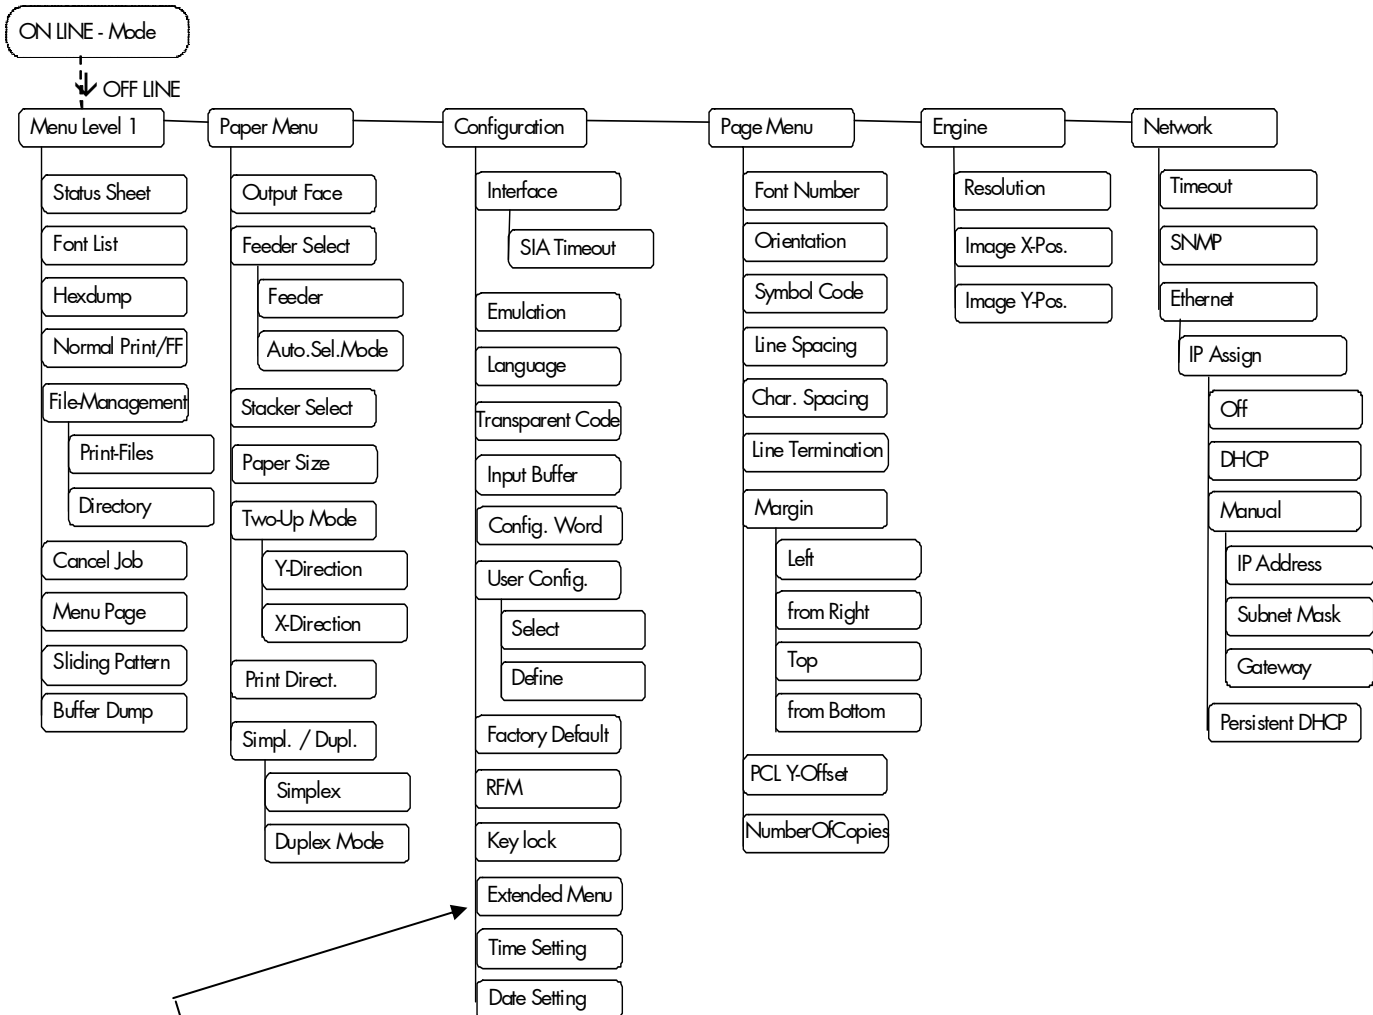 ON LINE - Mode
OFF LINE
Menu Level 1
Status Sheet
Font List
Hexdump
Normal Print/FF
File-Management
Print-Files
Directory
Cancel Job
Menu Page
Sliding Pattern
Buffer Dump
Paper Menu
Output Face
Feeder Select
Feeder
Auto.Sel.Mode
Stacker Select
Paper Size
Two-Up Mode
Y-Direction
X-Direction
Print Direct.
Simpl. / Dupl.
Simplex
Duplex Mode
Configuration
Interface
SIA Timeout
Emulation
Language
Transparent Code
Input Buffer
Config. Word
User Config.
Select
Define
Factory Default
RFM
Key lock
Extended Menu
Time Setting
Date Setting
Page Menu
Font Number
Orientation
Symbol Code
Line Spacing
Char. Spacing
Line Termination
Margin
Left
from Right
Top
from Bottom
PCL Y-Offset
NumberOfCopies
Engine
Resolution
Image X-Pos.
Image Y-Pos.
Network
Timeout
SNMP
Ethernet
IP Assign
Off
DHCP
Manual
IP Address
Subnet Mask
Gateway
Persistent DHCP